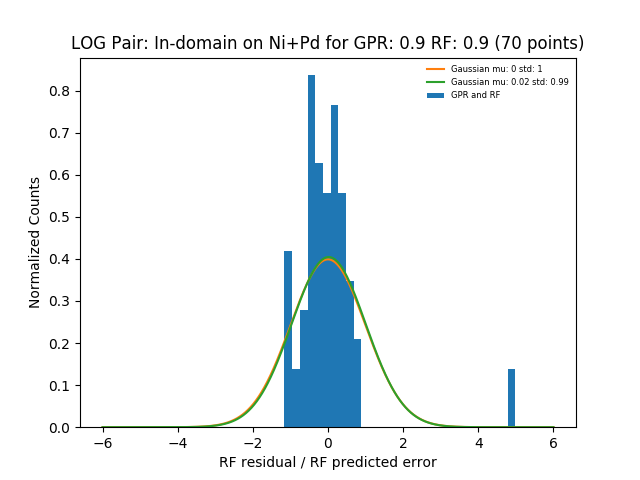 LOG Pair: In-domain on Ni+Pd for GPR: 0.9 RF: 0.9 (70 points)
Gaussian mu: 0 std: 1
Gaussian mu: 0.02 std: 0.99
GPR and RF
Normalized Counts
0.8
0.7
0.6
0.5
0.4
0.3
0.2
0.1
0.0
−6 −4 −2 0 2 4 6
RF residual / RF predicted error